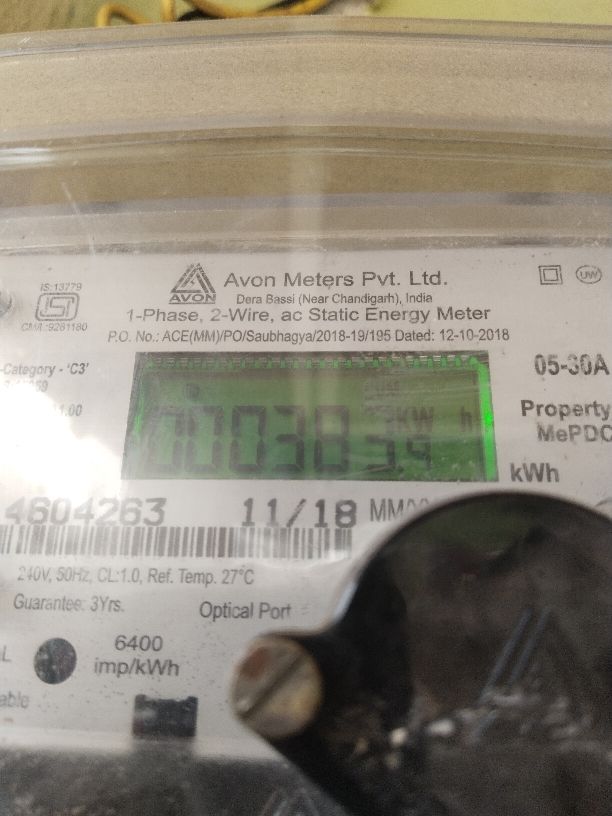 IS:13779
AVON
Avon Meters Pvt. Ltd.
Dera Bassi (Near Chandigarh), India
UW
CM/L:9261180
1-Phase, 2-Wire, ac Static Energy Meter
P.O. No.: ACE(MM)/PO/Saubhagya/2018-19/195 Dated: 12-10-2018
-Category - 'C3'
05-30A
Property
MePDC
KW h
kWh
4604263
11/18
240V, 50Hz, CL:1.0, Ref. Temp. 27°C
Guarantee: 3Yrs.
Optical Port
6400
imp/kWh